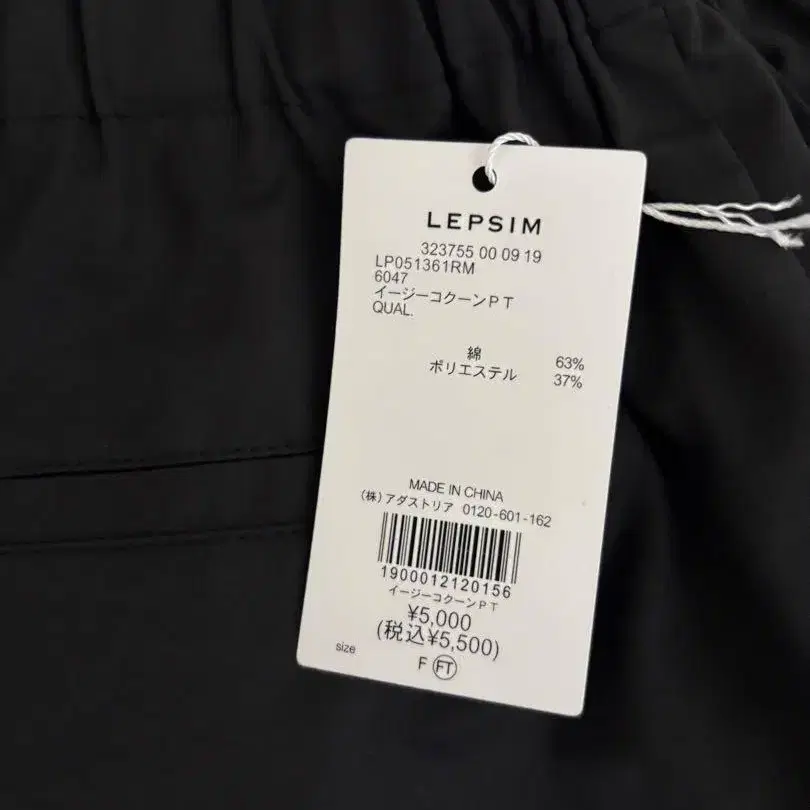 LEPSIM
323755 00 09 19
LP051361RM
6047
イージーコクーンPT
QUAL.
綿 63%
ポリエステル 37%
MADE IN CHINA
(株)アダストリア 0120-601-162
1900012120156
イージーコクーンPT
¥5,000
(税込¥5,500)
size F FT